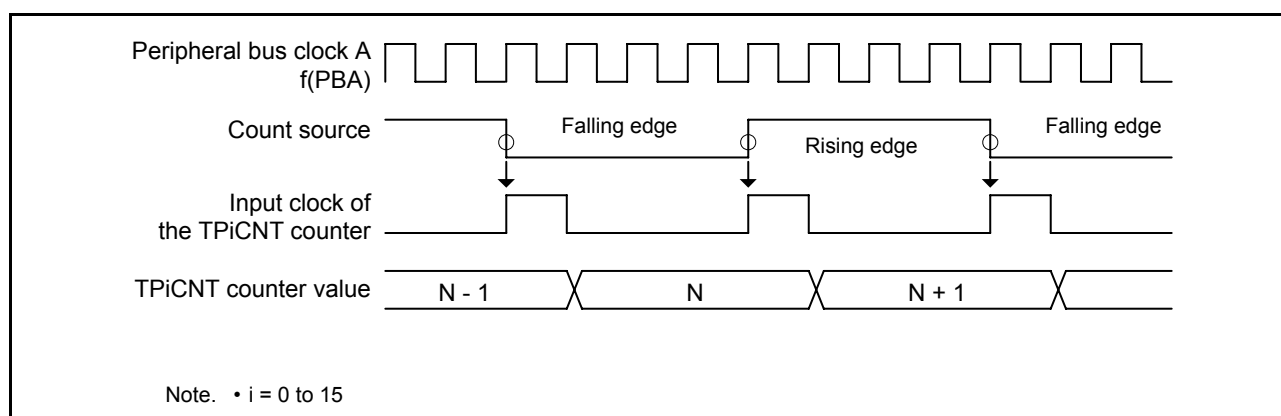 Peripheral bus clock A
f(PBA)
Count source
Falling edge
Rising edge
Falling edge
Input clock of
the TPiCNT counter
TPiCNT counter value
N - 1
N
N + 1
Note. • i = 0 to 15